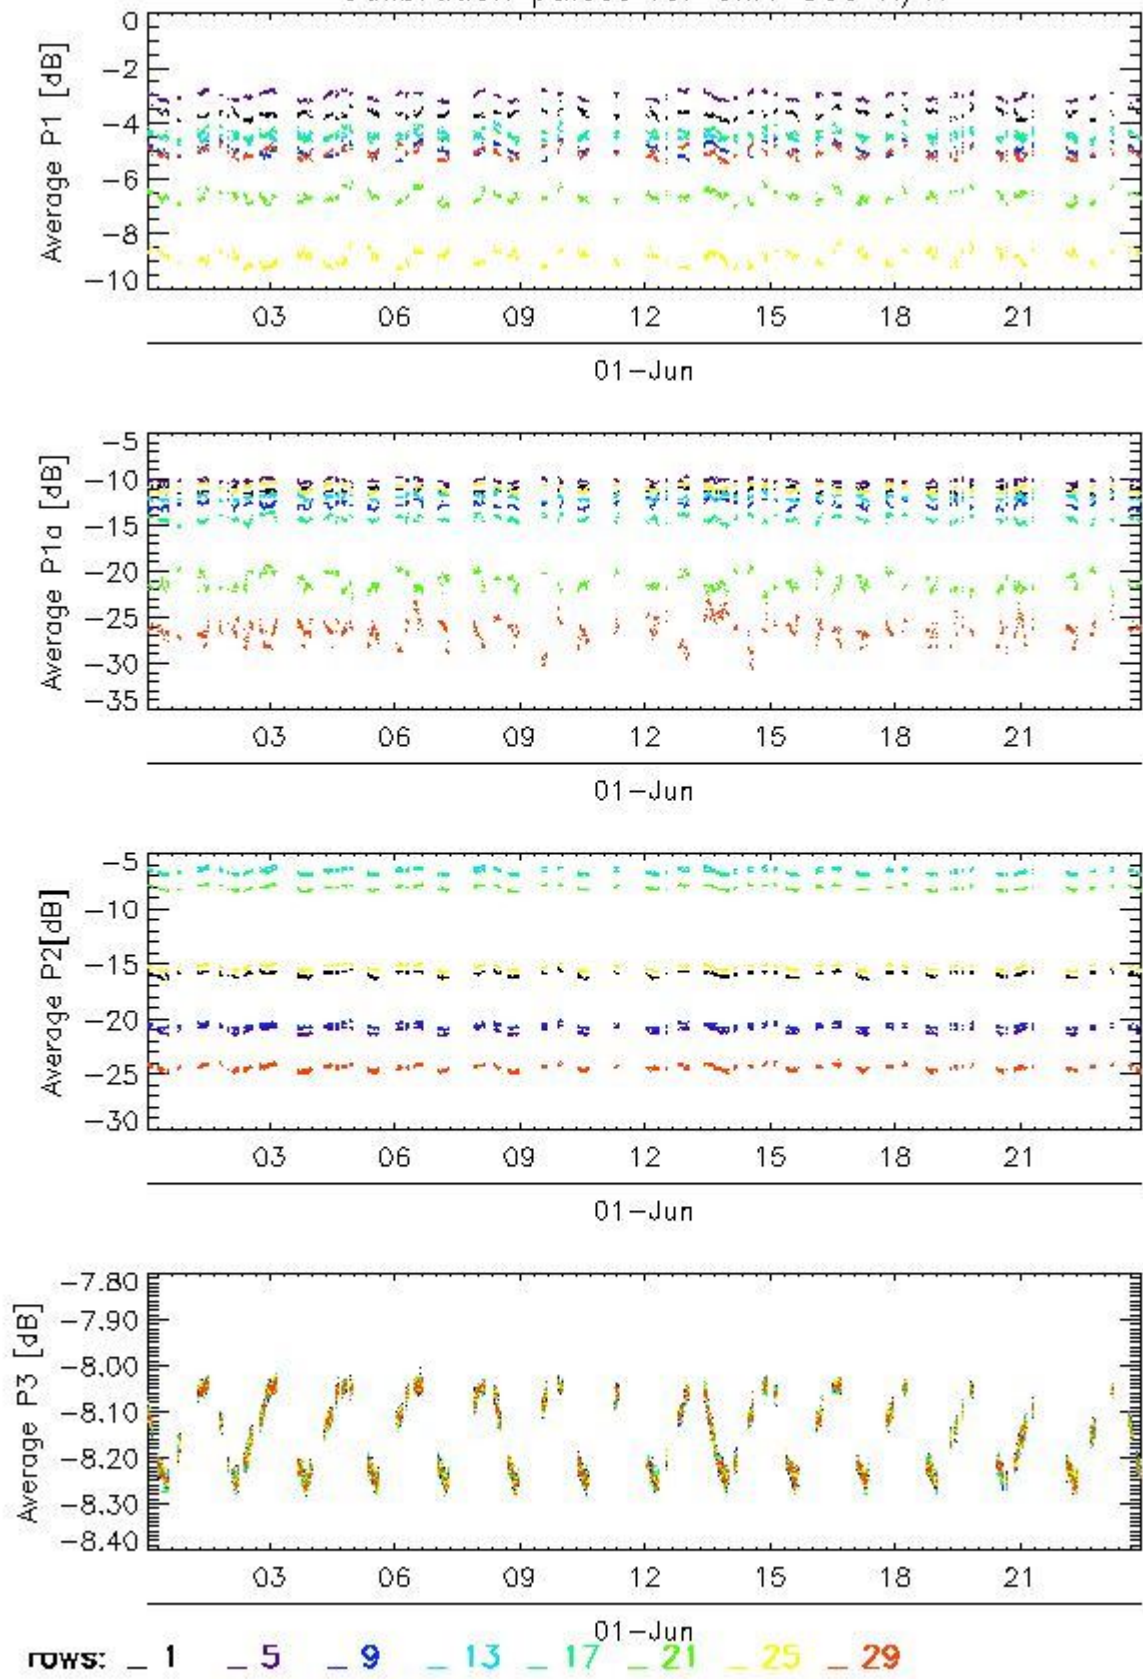 0
-2
-4
-6
-8
-10
Average P1 [dB]
03 06 09 12 15 18 21
01-Jun
-5
-10
-15
-20
-25
-30
-35
Average P1a [dB]
03 06 09 12 15 18 21
01-Jun
-5
-10
-15
-20
-25
-30
Average P2[dB]
03 06 09 12 15 18 21
01-Jun
-7.80
-7.90
-8.00
-8.10
-8.20
-8.30
-8.40
Average P3 [dB]
03 06 09 12 15 18 21
01-Jun
rows: _ 1 _ 5 _ 9 _ 13 _ 17 _ 21 _ 25 _ 29